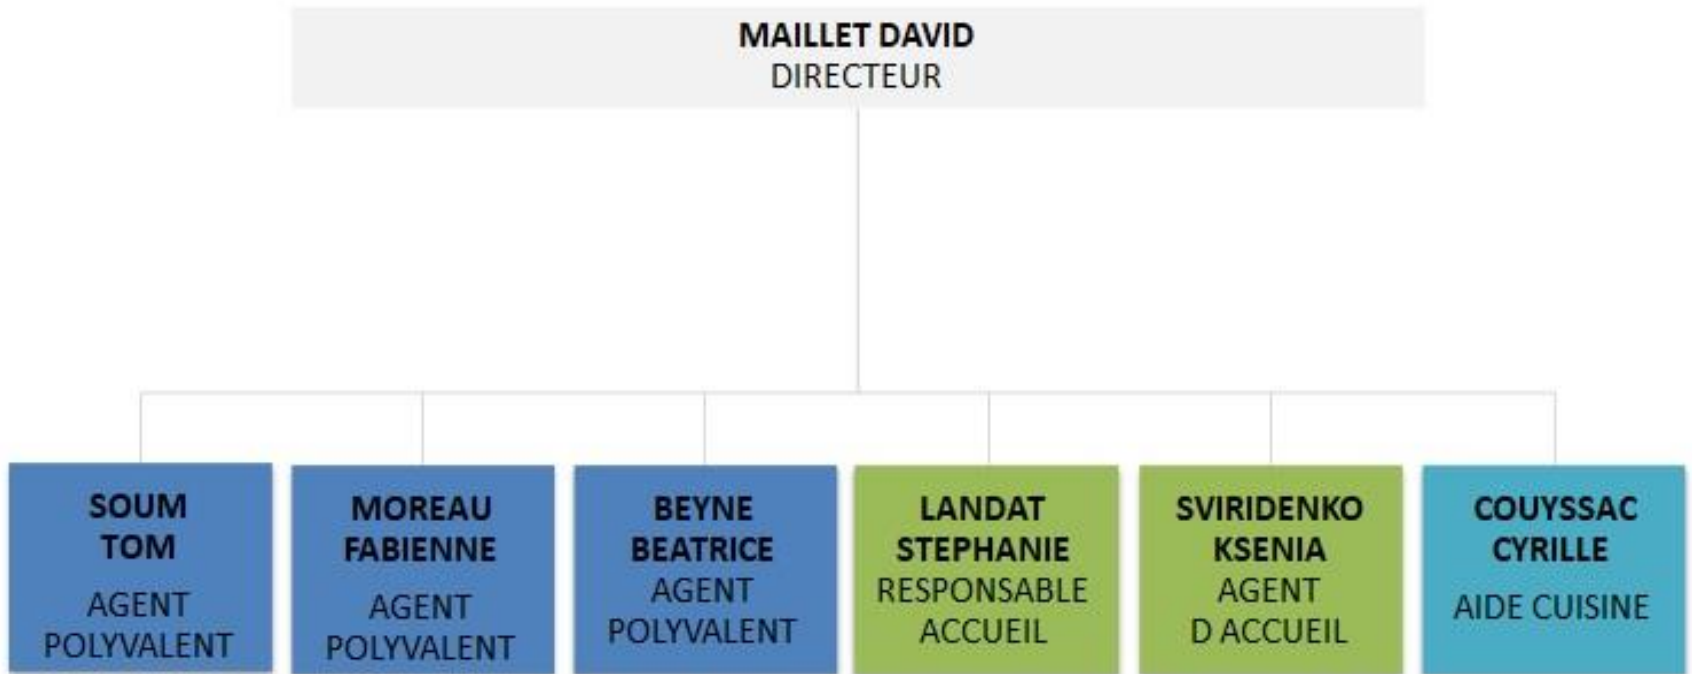 MAILLET DAVID
DIRECTEUR
SOUM
TOM
AGENT
POLYVALENT
MOREAU
FABIENNE
AGENT
POLYVALENT
BEYNE
BEATRICE
AGENT
POLYVALENT
LANDAT
STEPHANIE
RESPONSABLE
ACCUEIL
SVIRIDENKO
KSENIA
AGENT
D ACCUEIL
COUYSSAC
CYRILLE
AIDE CUISINE